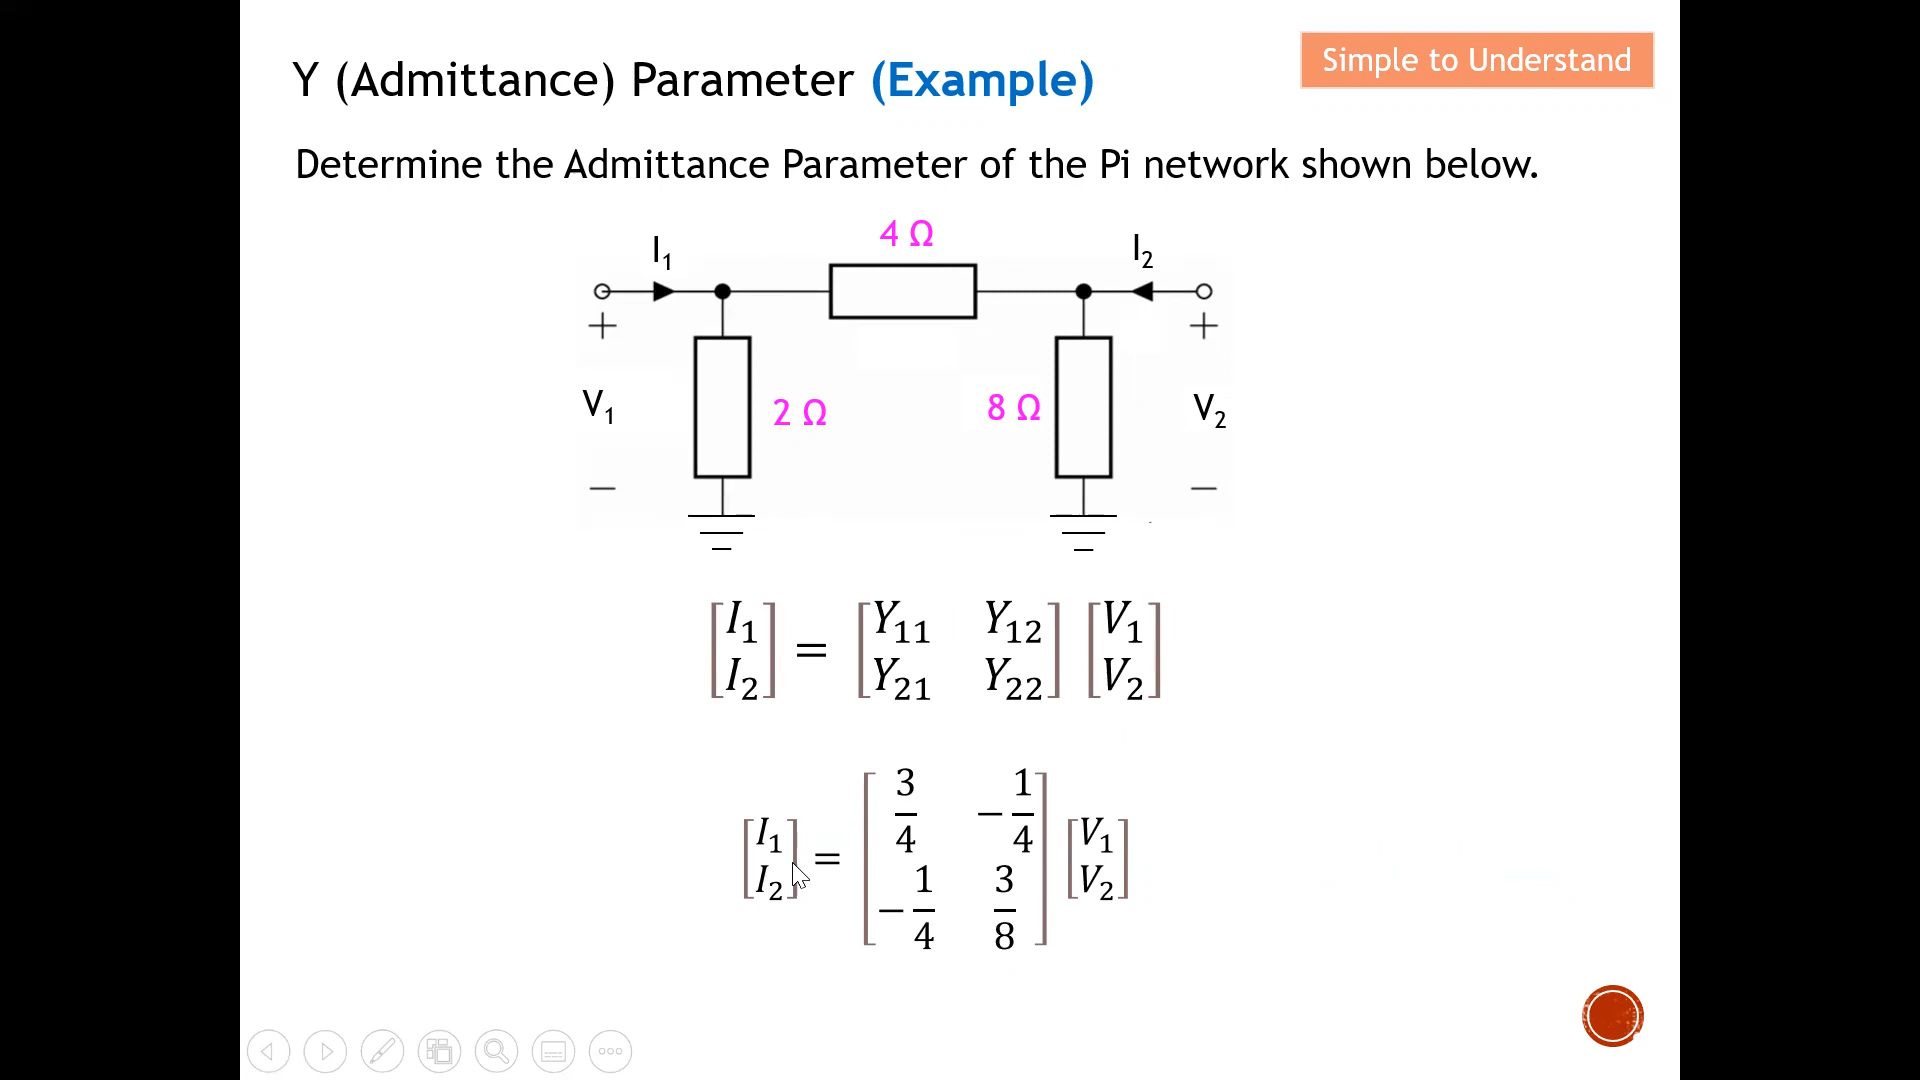 Y (Admittance) Parameter (Example)
Simple to Understand
Determine the Admittance Parameter of the Pi network shown below.
4 Ω
I₁
I₂
+
+
V₁
2 Ω
8 Ω
V₂
−
−
[I₁ I₂] = [Y₁₁ Y₁₂ Y₂₁ Y₂₂] [V₁ V₂]
[I₁ I₂] = [3/4 −1/4 −1/4 3/8] [V₁ V₂]